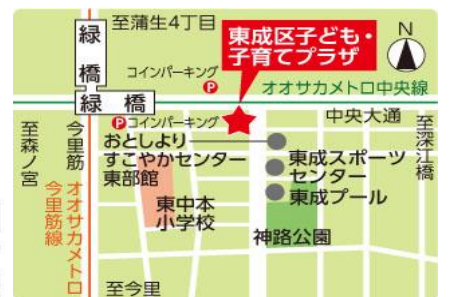 至蒲生4丁目
緑橋
東成区子ども・
子育てプラザ
N
コインパーキング
P
オオサカメトロ中央線
緑橋
P コインパーキング
中央大通
至森ノ宮
今里筋
オオサカメトロ
今里筋線
おとしより
すこやかセンター
東部館
東成スポーツ
センター
東成プール
至深江橋
東中本
小学校
神路公園
至今里